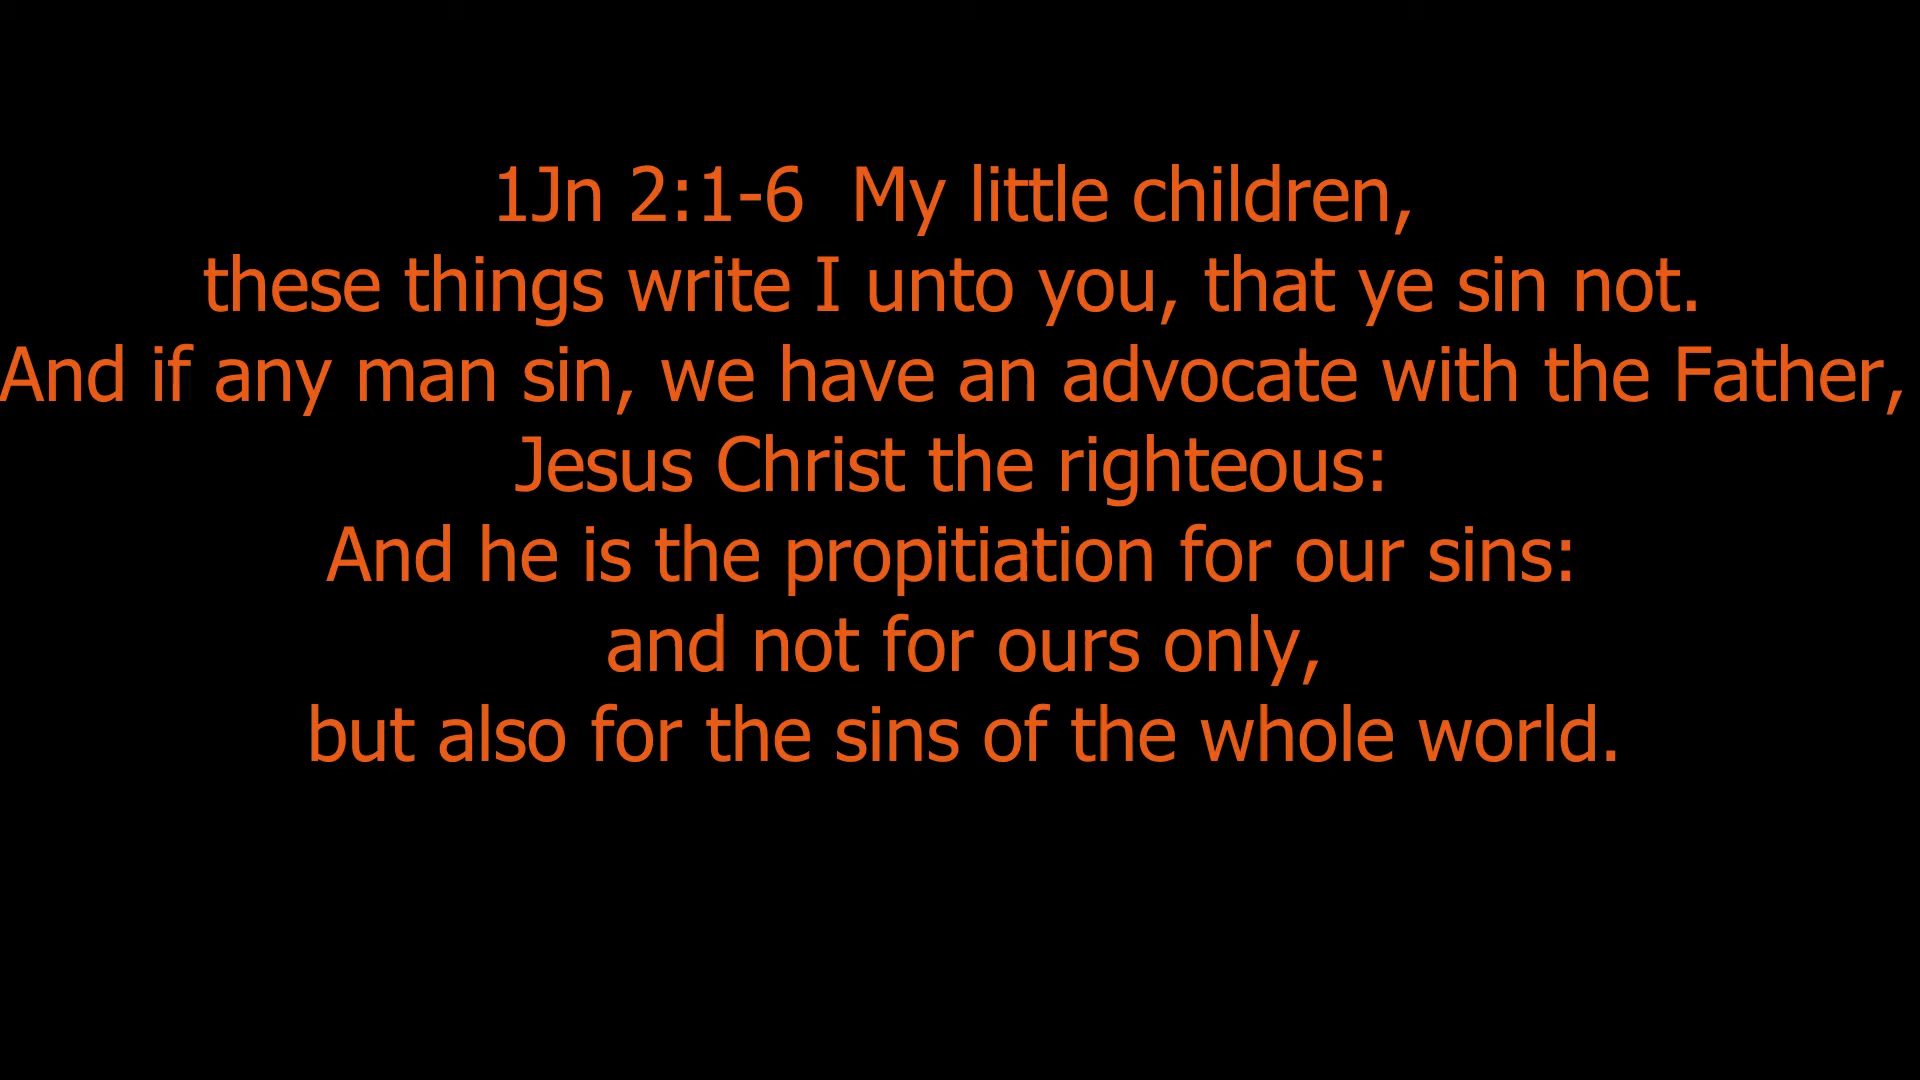 1Jn 2:1-6  My little children,
these things write I unto you, that ye sin not.
And if any man sin, we have an advocate with the Father,
Jesus Christ the righteous:
And he is the propitiation for our sins:
and not for ours only,
but also for the sins of the whole world.